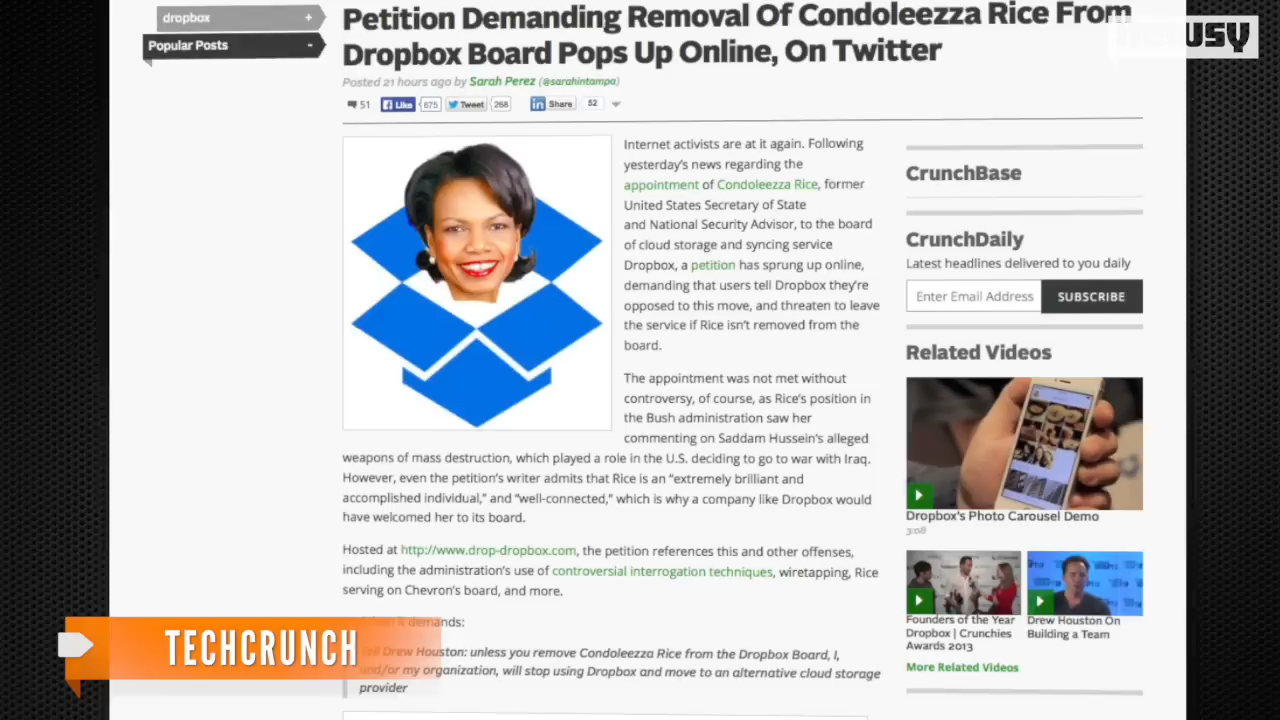 dropbox +
Popular Posts -
Petition Demanding Removal Of Condoleezza Rice From
Dropbox Board Pops Up Online, On Twitter
Posted 21 hours ago by Sarah Perez (@sarahintampa)
51 Like 675 Tweet 268 in Share 52
Internet activists are at it again. Following
yesterday's news regarding the
appointment of Condoleezza Rice, former
United States Secretary of State
and National Security Advisor, to the board
of cloud storage and syncing service
Dropbox, a petition has sprung up online,
demanding that users tell Dropbox they're
opposed to this move, and threaten to leave
the service if Rice isn't removed from the
board.
The appointment was not met without
controversy, of course, as Rice's position in
the Bush administration saw her
commenting on Saddam Hussein's alleged
weapons of mass destruction, which played a role in the U.S. deciding to go to war with Iraq.
However, even the petition's writer admits that Rice is an "extremely brilliant and
accomplished individual," and "well-connected," which is why a company like Dropbox would
have welcomed her to its board.
Hosted at http://www.drop-dropbox.com, the petition references this and other offenses,
including the administration's use of controversial interrogation techniques, wiretapping, Rice
serving on Chevron's board, and more.
demands:
Drew Houston: unless you remove Condoleezza Rice from the Dropbox Board, I,
and/or my organization, will stop using Dropbox and move to an alternative cloud storage
provider
CrunchBase
CrunchDaily
Latest headlines delivered to you daily
Enter Email Address SUBSCRIBE
Related Videos
Dropbox's Photo Carousel Demo
3:08
Founders of the Year
Dropbox | Crunchies
Awards 2013
Drew Houston On
Building a Team
More Related Videos
TECHCRUNCH